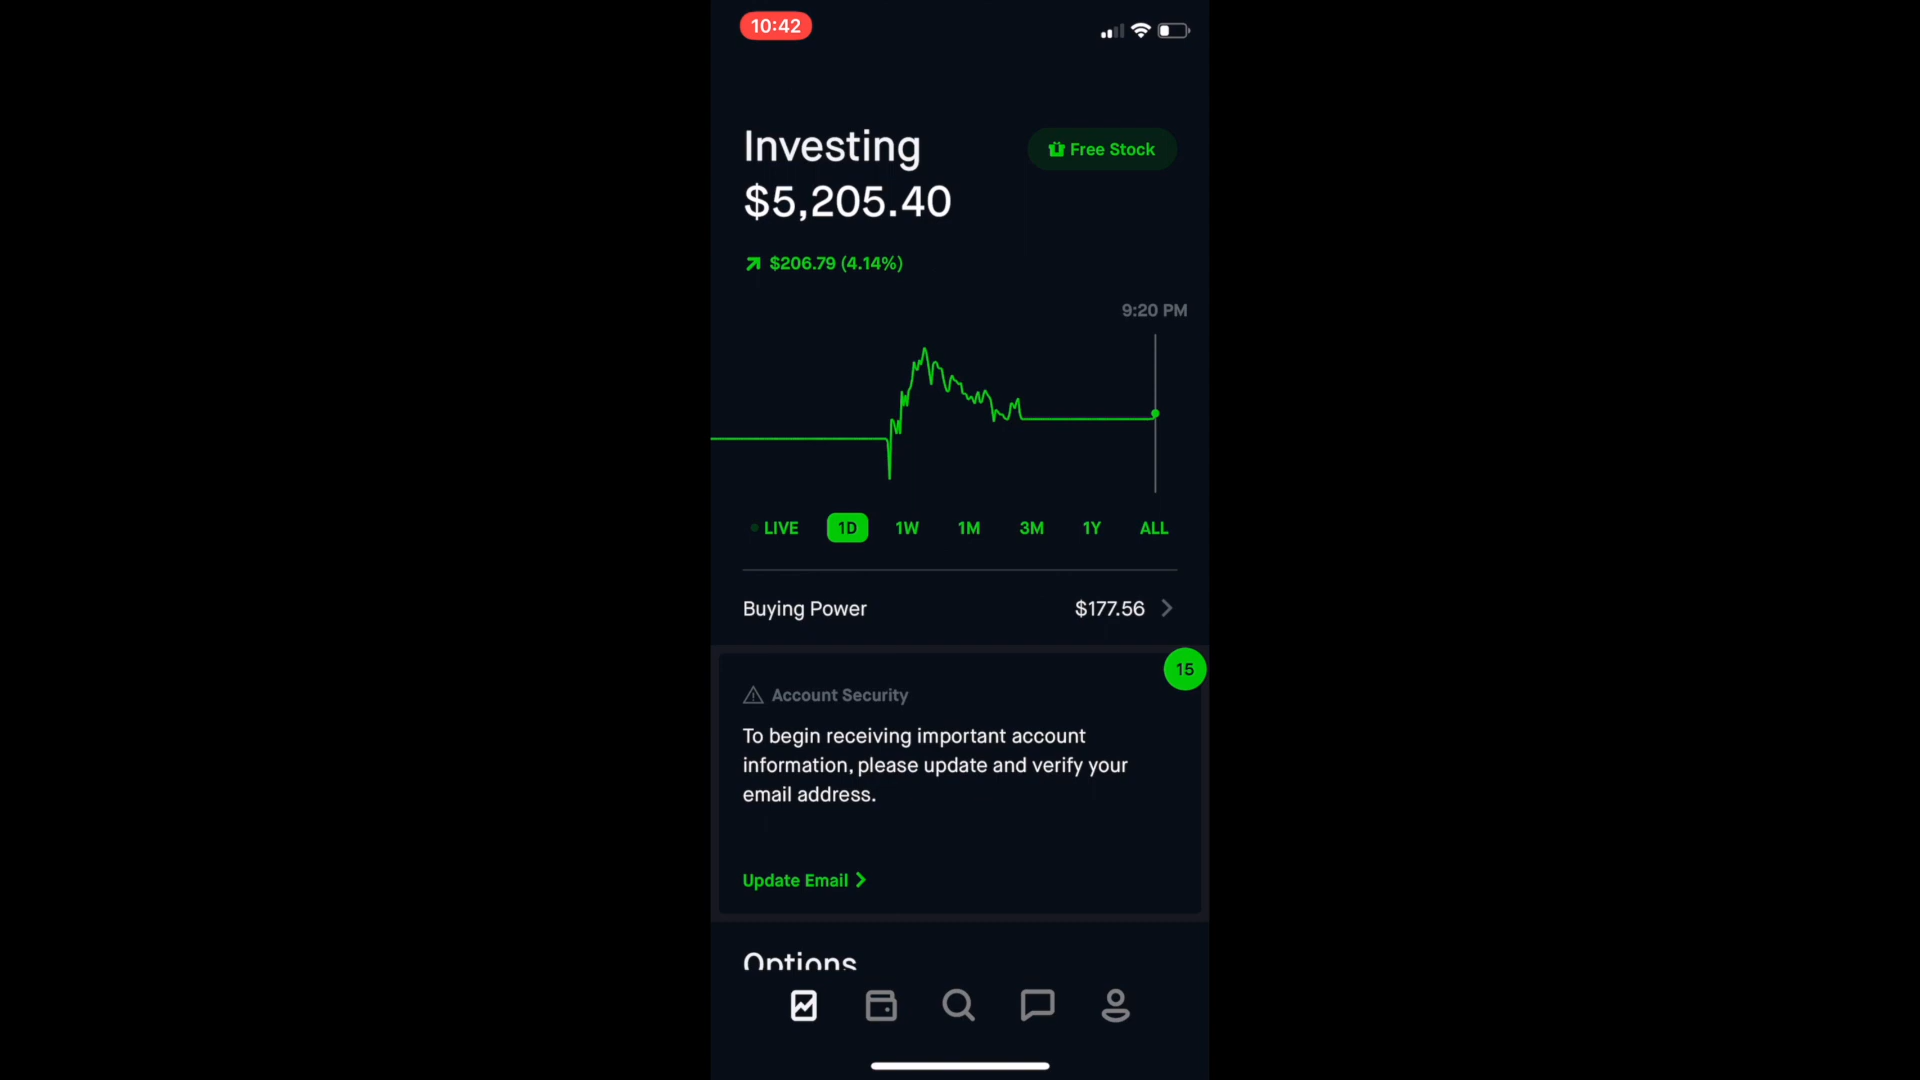 10:42
Investing
Free Stock
$5,205.40
$206.79 (4.14%)
9:20 PM
LIVE 1D 1W 1M 3M 1Y ALL
Buying Power $177.56
15
Account Security
To begin receiving important account
information, please update and verify your
email address.
Update Email
Options